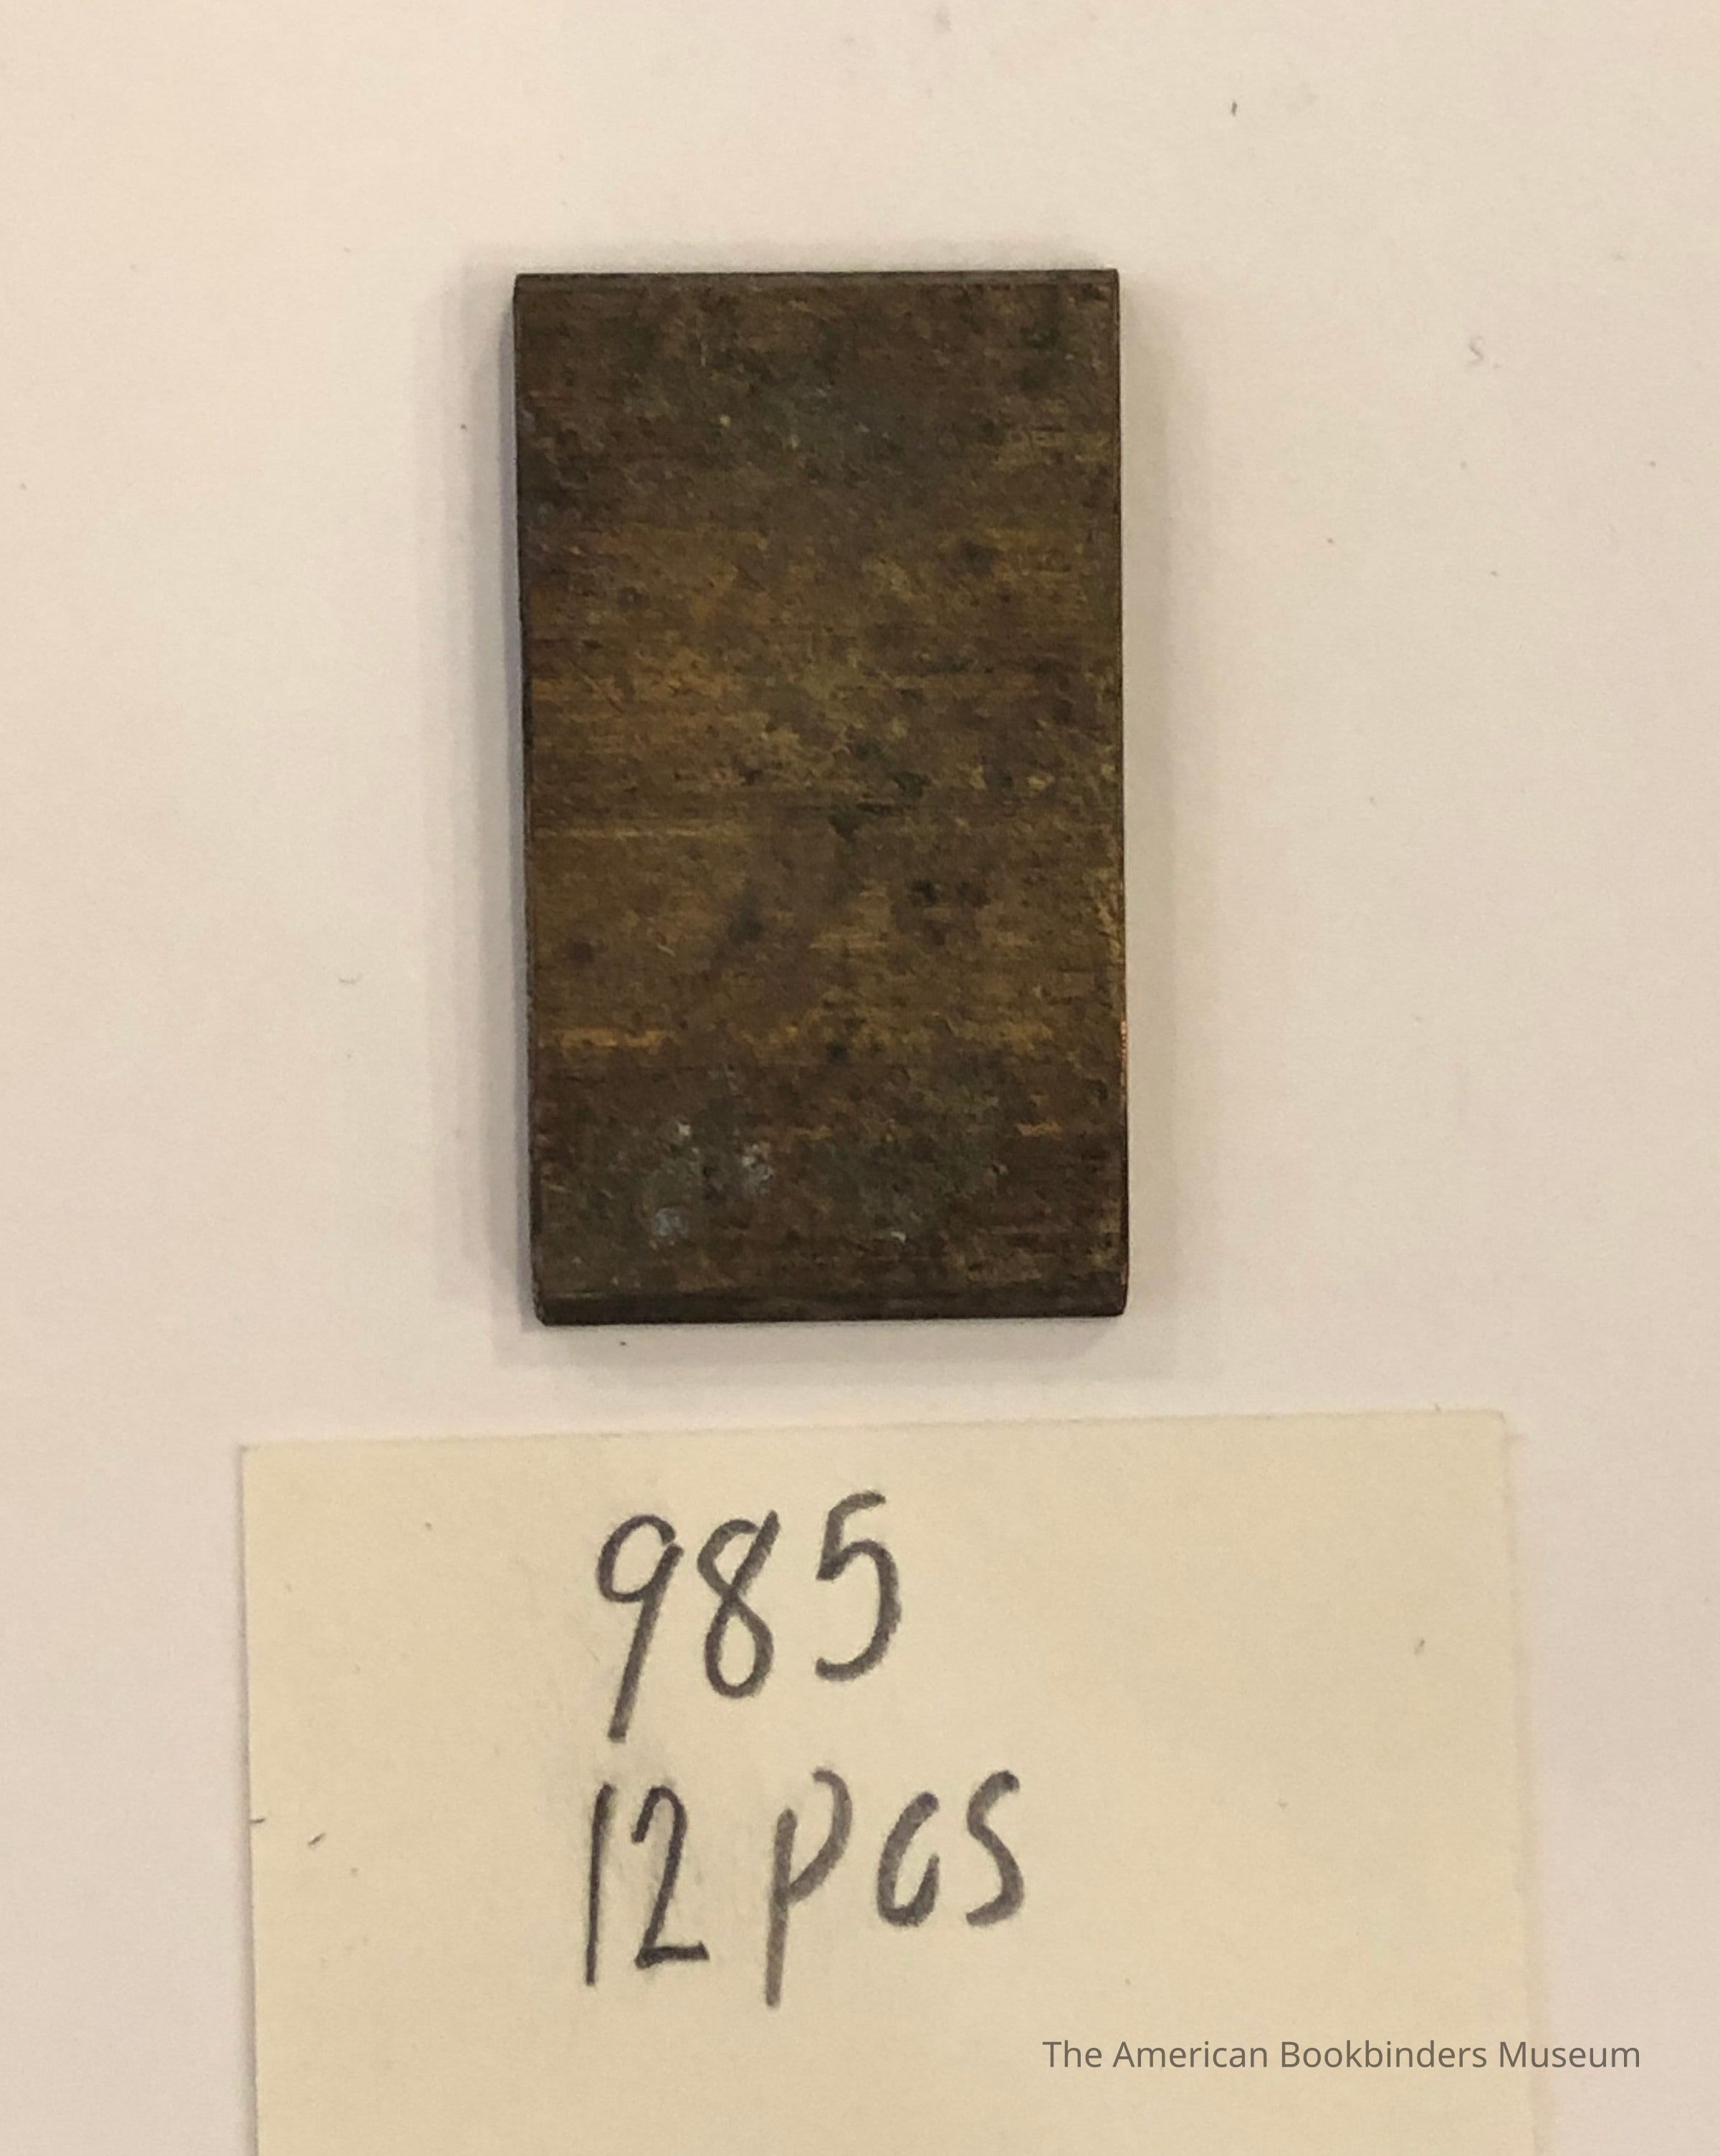 985
12 pcs
The American Bookbinders Museum